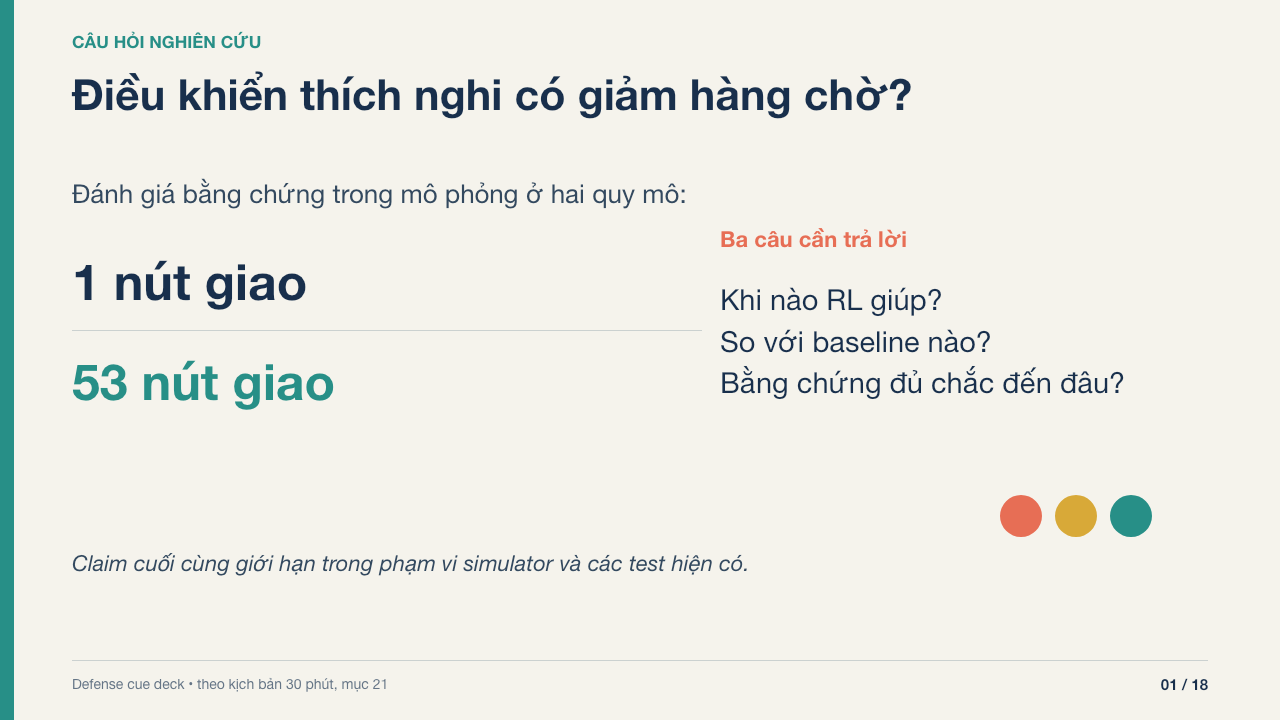 CÂU HỎI NGHIÊN CỨU
Điều khiển thích nghi có giảm hàng chờ?
Đánh giá bằng chứng trong mô phỏng ở hai quy mô:
1 nút giao
53 nút giao
Ba câu cần trả lời
Khi nào RL giúp?
So với baseline nào?
Bằng chứng đủ chắc đến đâu?
Claim cuối cùng giới hạn trong phạm vi simulator và các test hiện có.
Defense cue deck • theo kịch bản 30 phút, mục 21
01 / 18